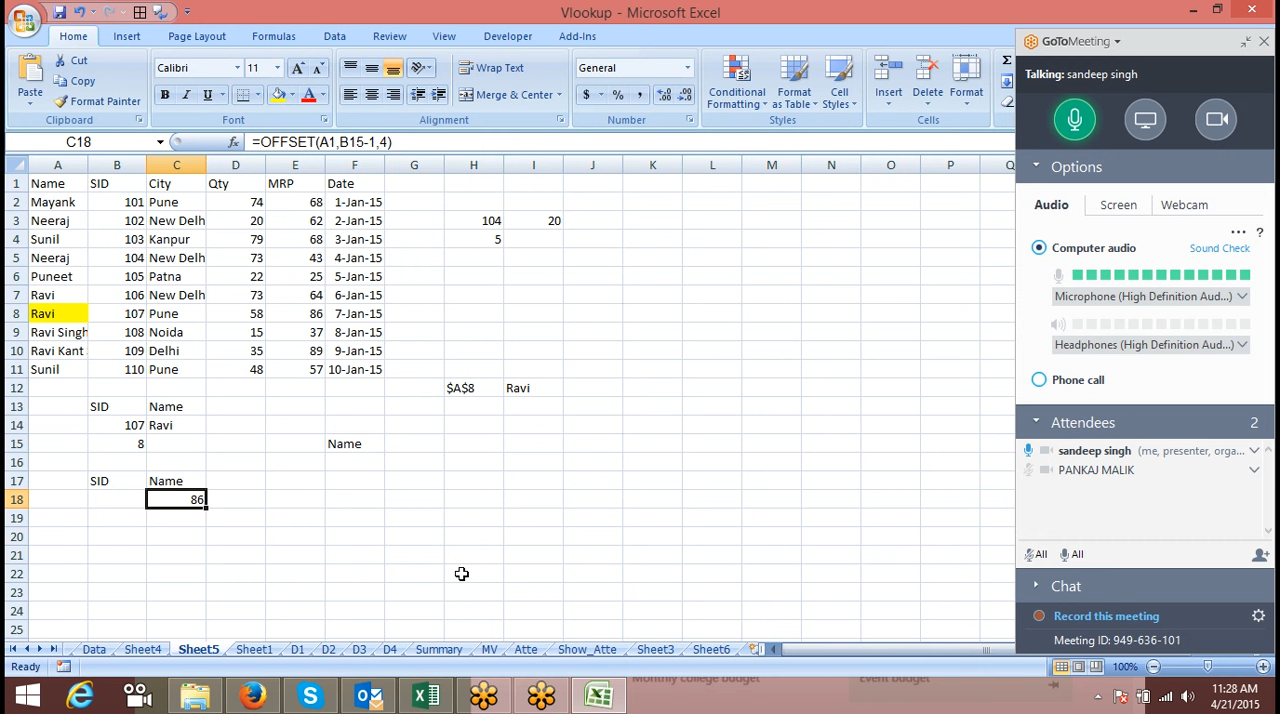 Vlookup - Microsoft Excel
Home Insert Page Layout Formulas Data Review View Developer Add-Ins
Paste Cut Copy Format Painter Clipboard
Calibri 11 A A B I U A Font
Wrap Text Merge & Center Alignment
General $ % , Number
Conditional Formatting Format as Table Cell Styles Styles
Insert Delete Format Cells Σ
C18 fx =OFFSET(A1,B15-1,4)
A B C D E F G H I J K L M N O P Q
1 Name SID City Qty MRP Date
2 Mayank 101 Pune 74 68 1-Jan-15
3 Neeraj 102 New Delh 20 62 2-Jan-15 104 20
4 Sunil 103 Kanpur 79 68 3-Jan-15 5
5 Neeraj 104 New Delh 73 43 4-Jan-15
6 Puneet 105 Patna 22 25 5-Jan-15
7 Ravi 106 New Delh 73 64 6-Jan-15
8 Ravi 107 Pune 58 86 7-Jan-15
9 Ravi Singh 108 Noida 15 37 8-Jan-15
10 Ravi Kant 109 Delhi 35 89 9-Jan-15
11 Sunil 110 Pune 48 57 10-Jan-15
12 $A$8 Ravi
13 SID Name
14 107 Ravi
15 8 Name
16
17 SID Name
18 86
19
20
21
22
23
24
25
Data Sheet4 Sheet5 Sheet1 D1 D2 D3 D4 Summary MV Atte Show_Atte Sheet3 Sheet6
Ready 100%
GoToMeeting
Talking: sandeep singh
Options
Audio Screen Webcam
... ?
Computer audio Sound Check
Microphone (High Definition Aud...)
Headphones (High Definition Aud...)
Phone call
Attendees 2
sandeep singh (me, presenter, orga...
PANKAJ MALIK
All All
Chat
Record this meeting
Meeting ID: 949-636-101
Monthly college budget Event budget
11:28 AM
4/21/2015